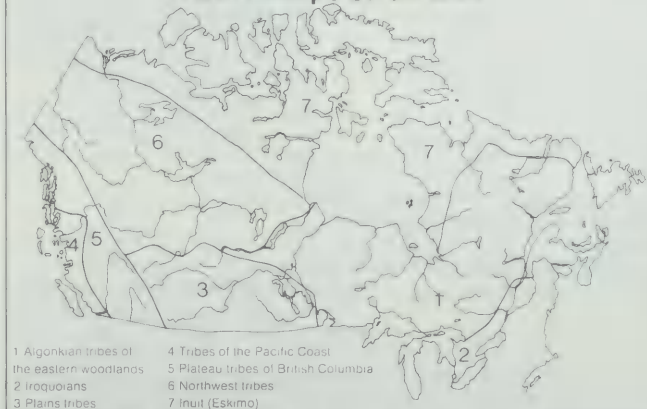 7
7
6
5
4
3
1
2
1 Algonkian tribes of
the eastern woodlands
2 Iroquoians
3 Plains tribes
4 Tribes of the Pacific Coast
5 Plateau tribes of British Columbia
6 Northwest tribes
7 Inuit (Eskimo)